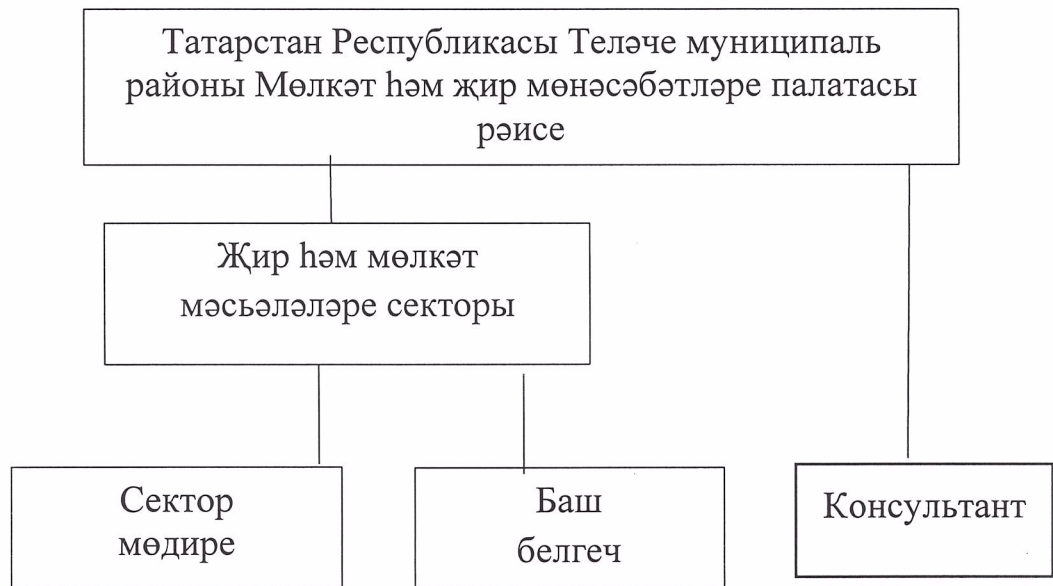 Татарстан Республикасы Теләче муниципаль
районы Мөлкәт һәм җир мөнәсәбәтләре палатасы
рәисе
Җир һәм мөлкәт
мәсьәләләре секторы
Сектор
мөдире
Баш
белгеч
Консультант